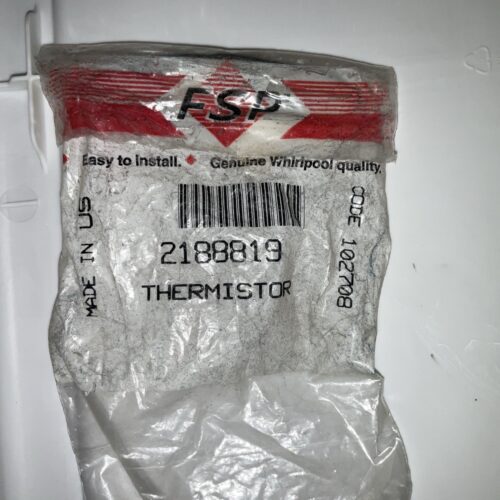 FSP
Easy to install. Genuine Whirlpool quality.
2188819
THERMISTOR
MADE IN US
CODE 102708